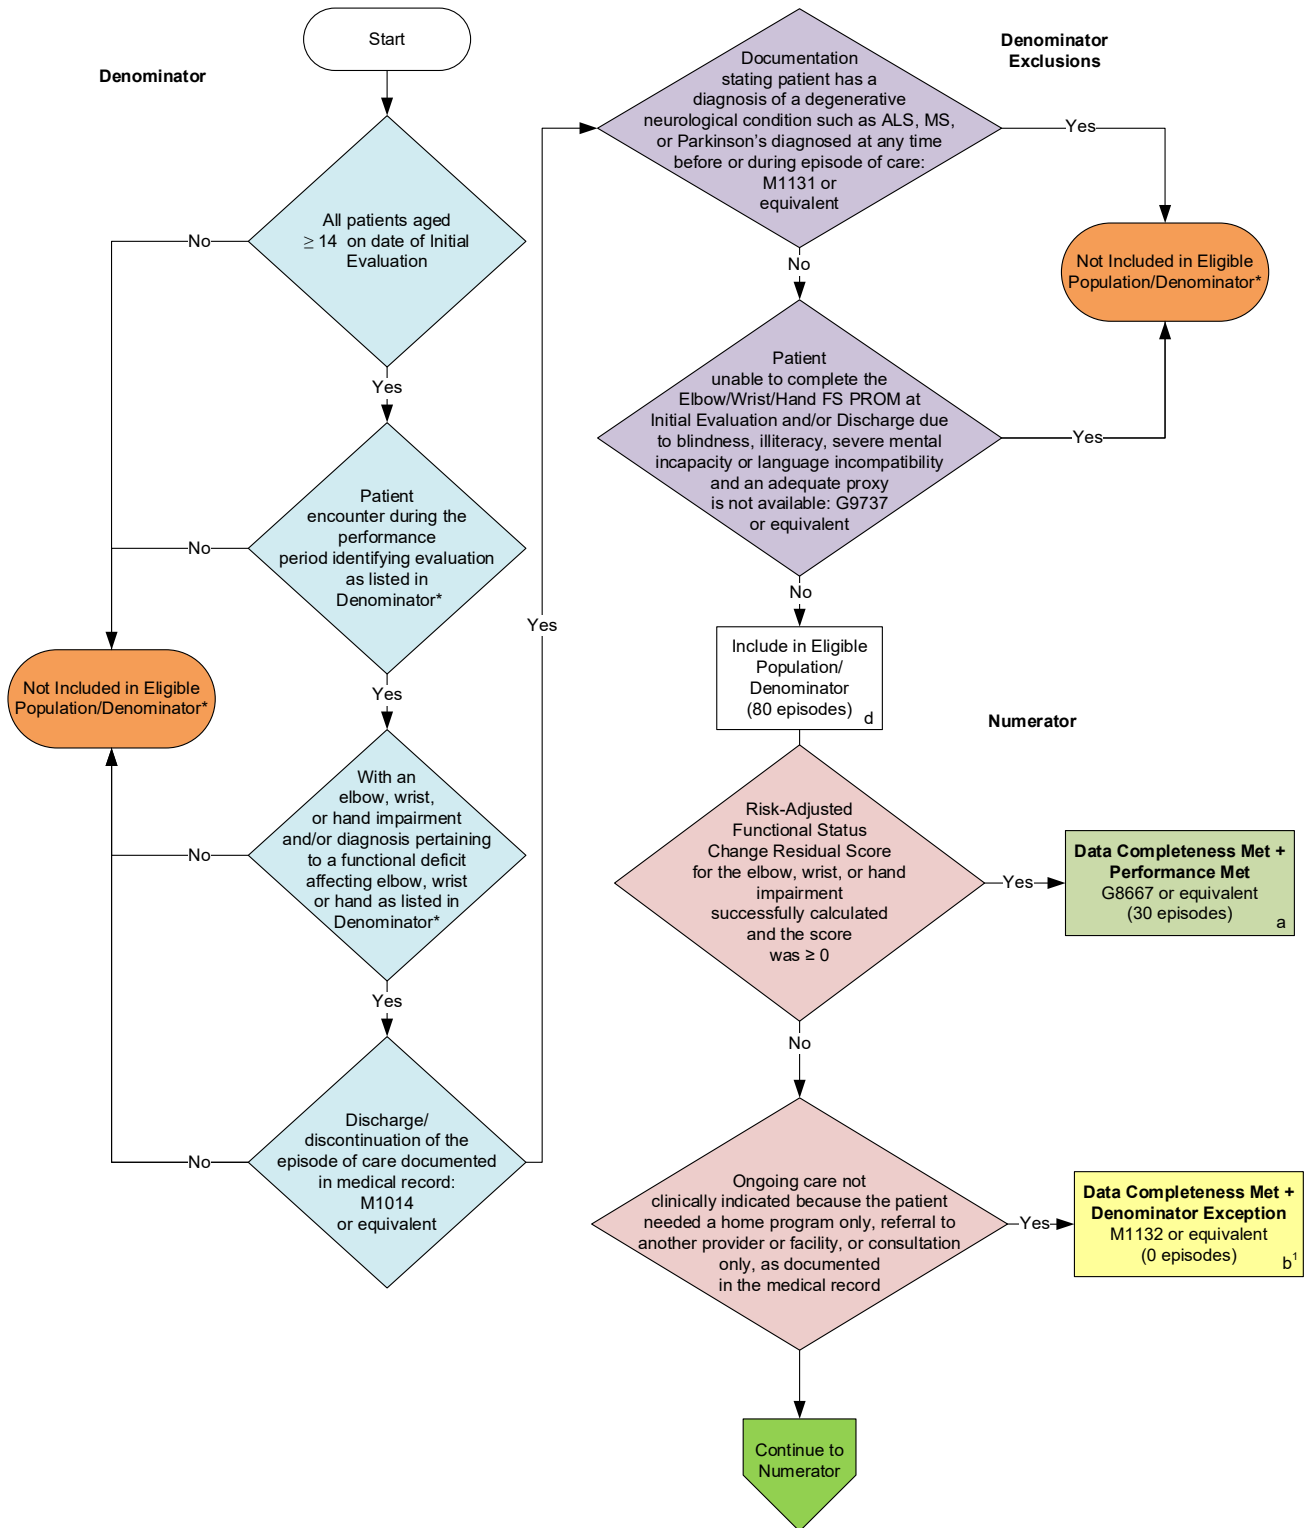 Denominator
Start
All patients aged
≥ 14 on date of Initial
Evaluation
No
Yes
Patient
encounter during the
performance
period identifying evaluation
as listed in
Denominator*
No
Yes
Not Included in Eligible
Population/Denominator*
With an
elbow, wrist,
or hand impairment
and/or diagnosis pertaining
to a functional deficit
affecting elbow, wrist
or hand as listed in
Denominator*
No
Yes
Discharge/
discontinuation of the
episode of care documented
in medical record:
M1014
or equivalent
No
Yes
Denominator
Exclusions
Documentation
stating patient has a
diagnosis of a degenerative
neurological condition such as ALS, MS,
or Parkinson's diagnosed at any time
before or during episode of care:
M1131 or
equivalent
Yes
No
Not Included in Eligible
Population/Denominator*
Patient
unable to complete the
Elbow/Wrist/Hand FS PROM at
Initial Evaluation and/or Discharge due
to blindness, illiteracy, severe mental
incapacity or language incompatibility
and an adequate proxy
is not available: G9737
or equivalent
Yes
No
Include in Eligible
Population/
Denominator
(80 episodes)
d
Numerator
Risk-Adjusted
Functional Status
Change Residual Score
for the elbow, wrist, or hand
impairment
successfully calculated
and the score
was ≥ 0
Yes
Data Completeness Met +
Performance Met
G8667 or equivalent
(30 episodes)
a
No
Ongoing care not
clinically indicated because the patient
needed a home program only, referral to
another provider or facility, or consultation
only, as documented
in the medical record
Yes
Data Completeness Met +
Denominator Exception
M1132 or equivalent
(0 episodes)
b¹
Continue to
Numerator